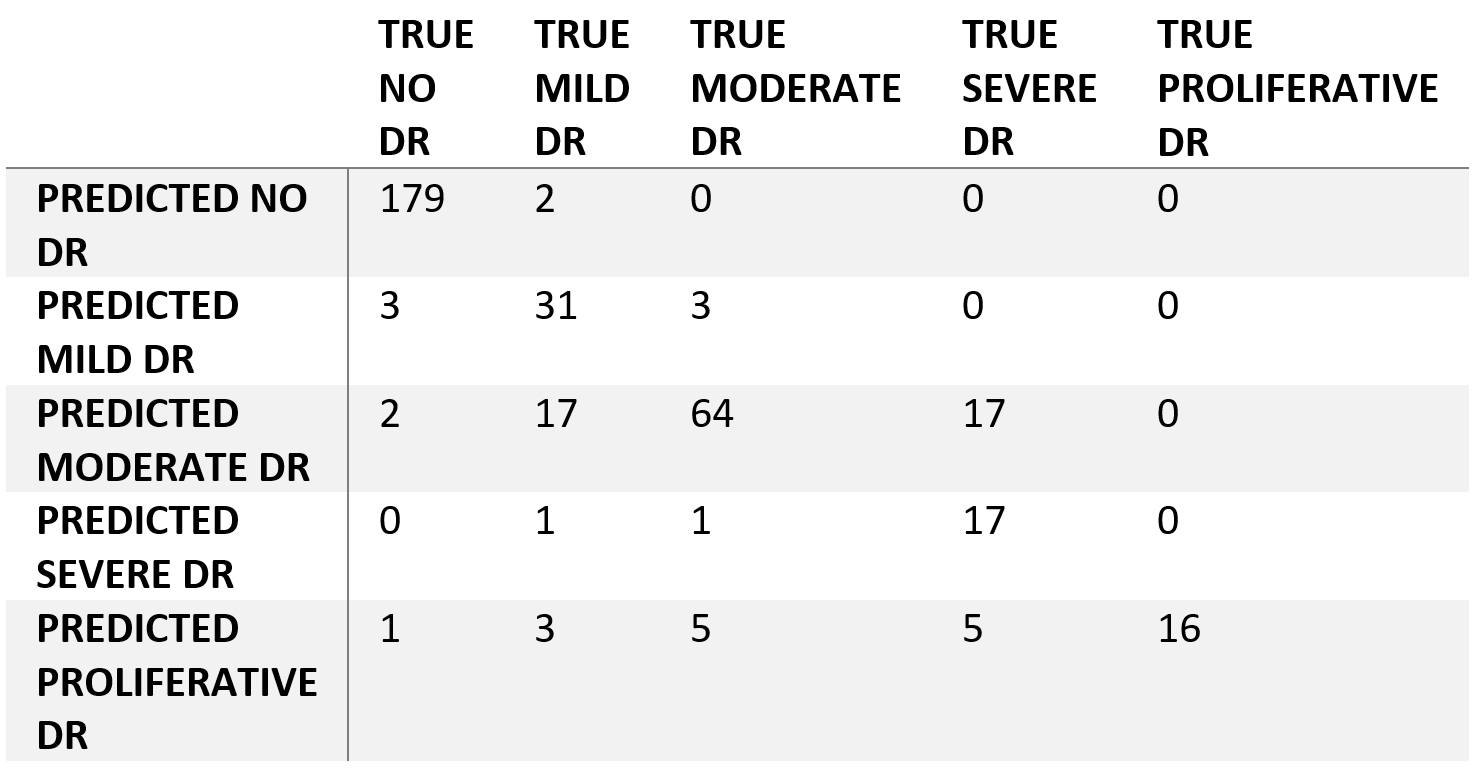 TRUE TRUE TRUE TRUE TRUE
NO MILD MODERATE SEVERE PROLIFERATIVE
DR DR DR DR DR
PREDICTED NO 179 2 0 0 0
DR
PREDICTED 3 31 3 0 0
MILD DR
PREDICTED 2 17 64 17 0
MODERATE DR
PREDICTED 0 1 1 17 0
SEVERE DR
PREDICTED 1 3 5 5 16
PROLIFERATIVE
DR